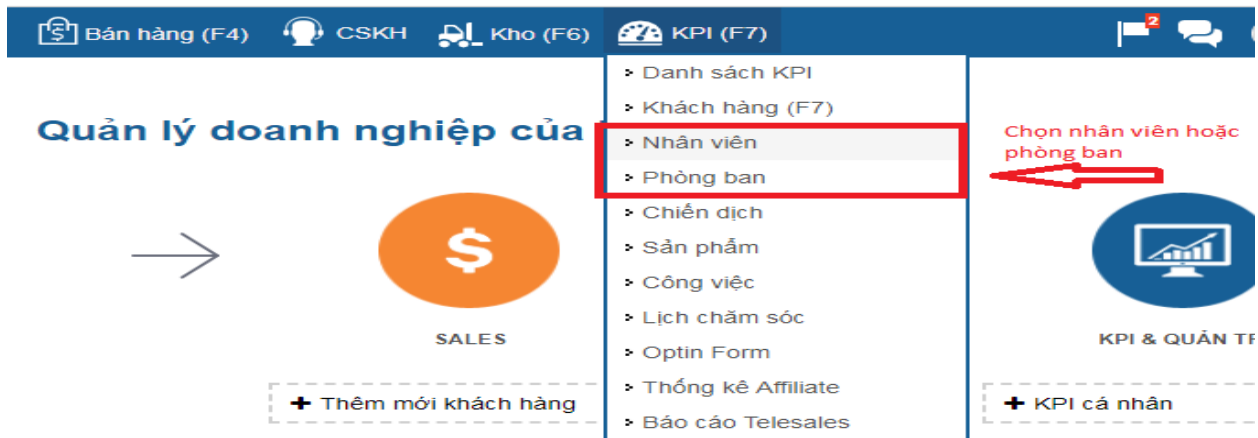 Bán hàng (F4) CSKH Kho (F6) KPI (F7) 2
Danh sách KPI
Khách hàng (F7)
Quản lý doanh nghiệp của
Nhân viên
Phòng ban
Chọn nhân viên hoặc
phòng ban
Chiến dịch
Sản phẩm
Công việc
Lịch chăm sóc
Optin Form
Thống kê Affiliate
Báo cáo Telesales
$
SALES
KPI & QUẢN TR
+ Thêm mới khách hàng
+ KPI cá nhân